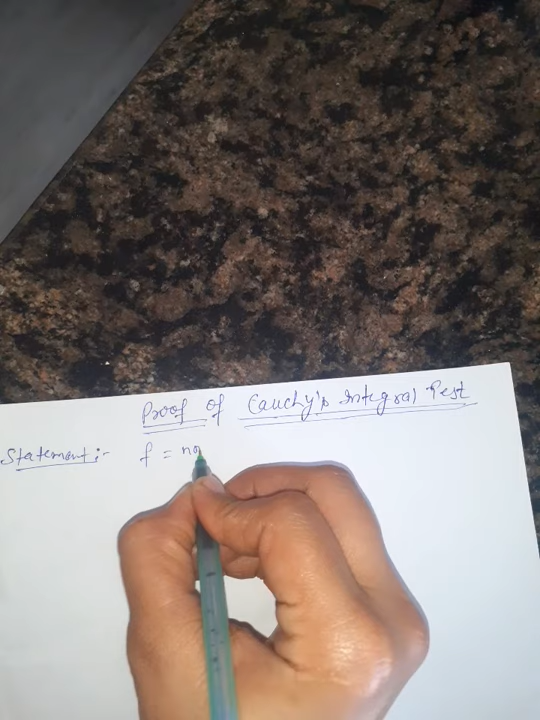 Proof of Cauchy's Integral Test
Statement :- f = no